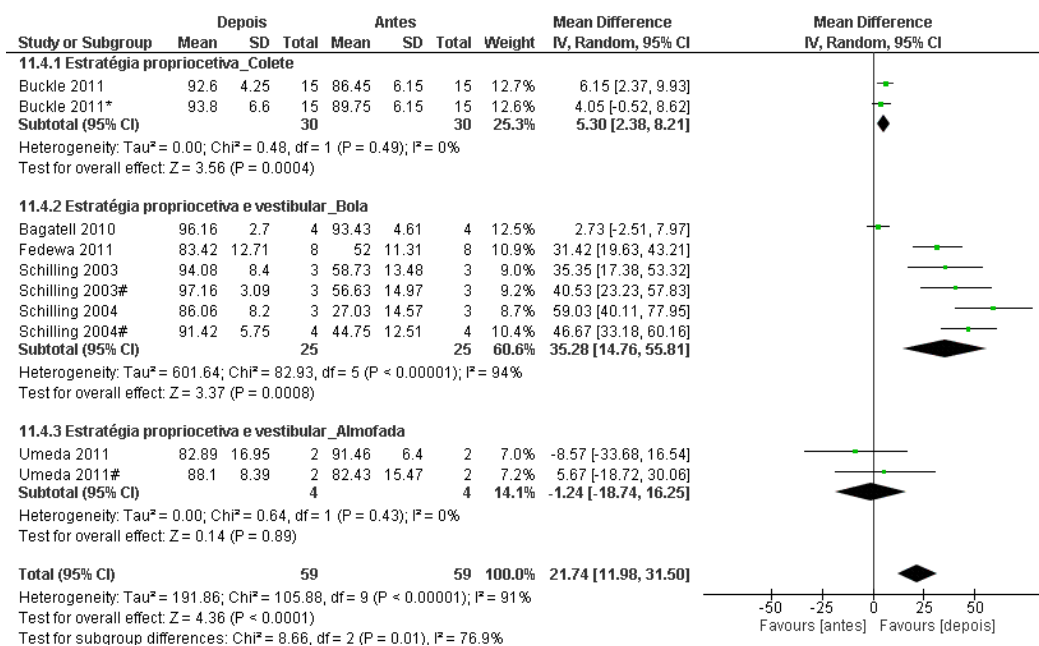 Depois Antes Mean Difference Mean Difference
Study or Subgroup Mean SD Total Mean SD Total Weight IV, Random, 95% CI IV, Random, 95% CI
11.4.1 Estratégia propriocetiva_Colete
Buckle 2011 92.6 4.25 15 86.45 6.15 15 12.7% 6.15 [2.37, 9.93]
Buckle 2011* 93.8 6.6 15 89.75 6.15 15 12.6% 4.05 [-0.52, 8.62]
Subtotal (95% CI) 30 30 25.3% 5.30 [2.38, 8.21]
Heterogeneity: Tau² = 0.00; Chi² = 0.48, df = 1 (P = 0.49); I² = 0%
Test for overall effect: Z = 3.56 (P = 0.0004)
11.4.2 Estratégia propriocetiva e vestibular_Bola
Bagatell 2010 96.16 2.7 4 93.43 4.61 4 12.5% 2.73 [-2.51, 7.97]
Fedewa 2011 83.42 12.71 8 52 11.31 8 10.9% 31.42 [19.63, 43.21]
Schilling 2003 94.08 8.4 3 58.73 13.48 3 9.0% 35.35 [17.38, 53.32]
Schilling 2003# 97.16 3.09 3 56.63 14.97 3 9.2% 40.53 [23.23, 57.83]
Schilling 2004 86.06 8.2 3 27.03 14.57 3 8.7% 59.03 [40.11, 77.95]
Schilling 2004# 91.42 5.75 4 44.75 12.51 4 10.4% 46.67 [33.18, 60.16]
Subtotal (95% CI) 25 25 60.6% 35.28 [14.76, 55.81]
Heterogeneity: Tau² = 601.64; Chi² = 82.93, df = 5 (P < 0.00001); I² = 94%
Test for overall effect: Z = 3.37 (P = 0.0008)
11.4.3 Estratégia propriocetiva e vestibular_Almofada
Umeda 2011 82.89 16.95 2 91.46 6.4 2 7.0% -8.57 [-33.68, 16.54]
Umeda 2011# 88.1 8.39 2 82.43 15.47 2 7.2% 5.67 [-18.72, 30.06]
Subtotal (95% CI) 4 4 14.1% -1.24 [-18.74, 16.25]
Heterogeneity: Tau² = 0.00; Chi² = 0.64, df = 1 (P = 0.43); I² = 0%
Test for overall effect: Z = 0.14 (P = 0.89)
Total (95% CI) 59 59 100.0% 21.74 [11.98, 31.50]
Heterogeneity: Tau² = 191.86; Chi² = 105.88, df = 9 (P < 0.00001); I² = 91%
Test for overall effect: Z = 4.36 (P < 0.0001)
Test for subgroup differences: Chi² = 8.66, df = 2 (P = 0.01), I² = 76.9%
-50 -25 0 25 50
Favours [antes] Favours [depois]